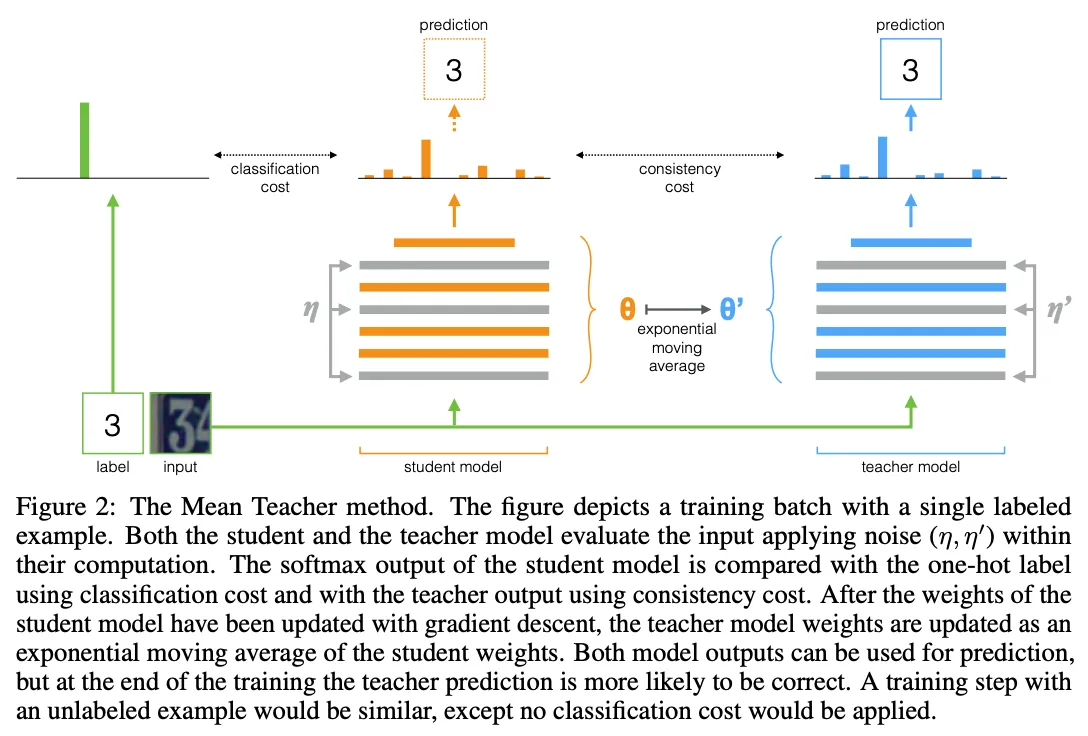 prediction
prediction
3
3
classification
cost
consistency
cost
η
θ
θ’
η’
exponential
moving
average
3
34
label
input
student model
teacher model
Figure 2: The Mean Teacher method. The figure depicts a training batch with a single labeled
example. Both the student and the teacher model evaluate the input applying noise (η, η′) within
their computation. The softmax output of the student model is compared with the one-hot label
using classification cost and with the teacher output using consistency cost. After the weights of the
student model have been updated with gradient descent, the teacher model weights are updated as an
exponential moving average of the student weights. Both model outputs can be used for prediction,
but at the end of the training the teacher prediction is more likely to be correct. A training step with
an unlabeled example would be similar, except no classification cost would be applied.